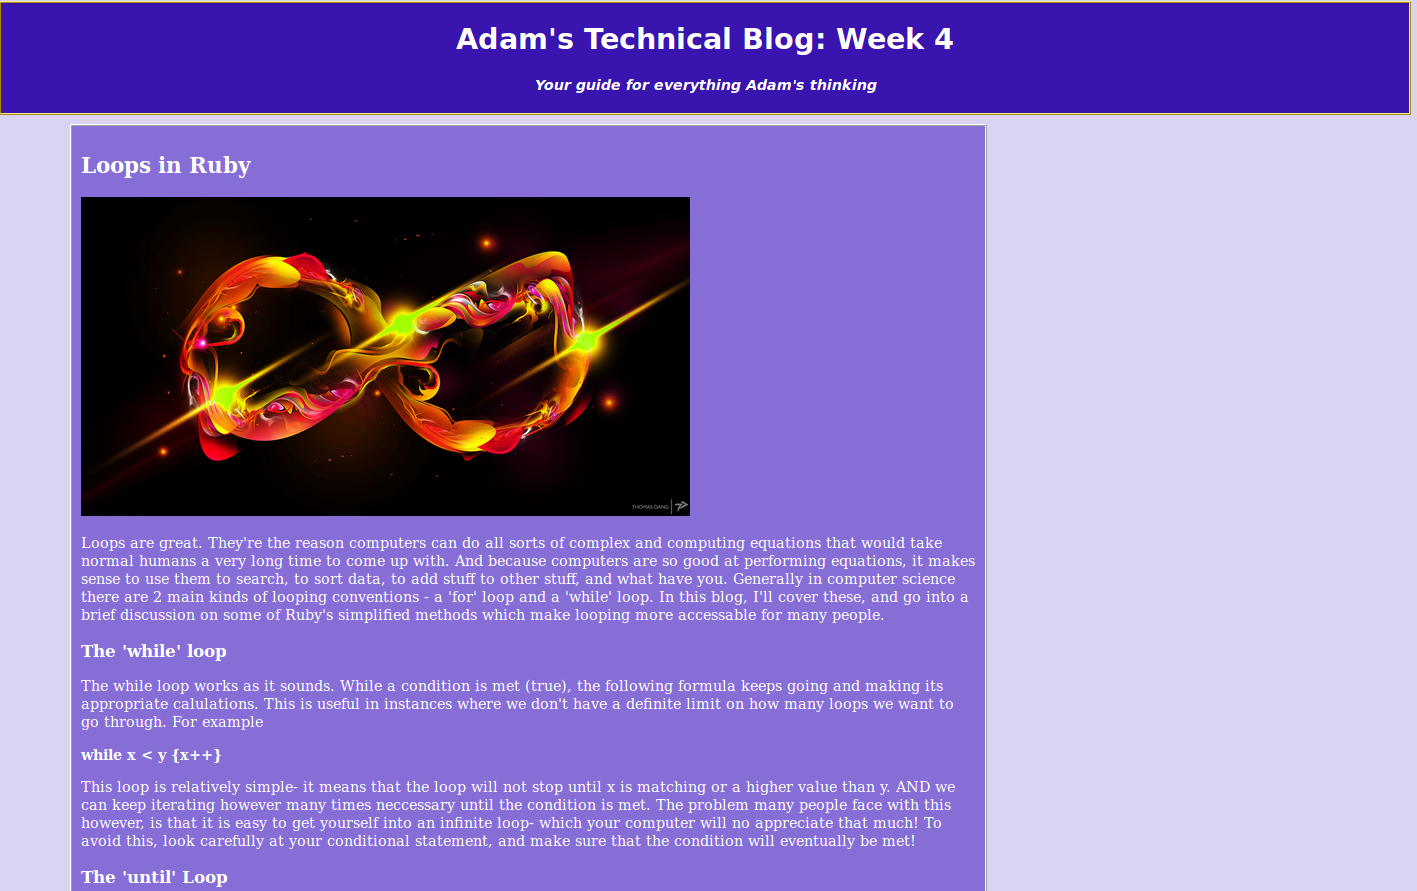 Adam's Technical Blog: Week 4
Your guide for everything Adam's thinking
Loops in Ruby
THOMAS DANG
Loops are great. They're the reason computers can do all sorts of complex and computing equations that would take
normal humans a very long time to come up with. And because computers are so good at performing equations, it makes
sense to use them to search, to sort data, to add stuff to other stuff, and what have you. Generally in computer science
there are 2 main kinds of looping conventions - a 'for' loop and a 'while' loop. In this blog, I'll cover these, and go into a
brief discussion on some of Ruby's simplified methods which make looping more accessable for many people.
The 'while' loop
The while loop works as it sounds. While a condition is met (true), the following formula keeps going and making its
appropriate calulations. This is useful in instances where we don't have a definite limit on how many loops we want to
go through. For example
while x < y {x++}
This loop is relatively simple- it means that the loop will not stop until x is matching or a higher value than y. AND we
can keep iterating however many times neccessary until the condition is met. The problem many people face with this
however, is that it is easy to get yourself into an infinite loop- which your computer will no appreciate that much! To
avoid this, look carefully at your conditional statement, and make sure that the condition will eventually be met!
The 'until' Loop